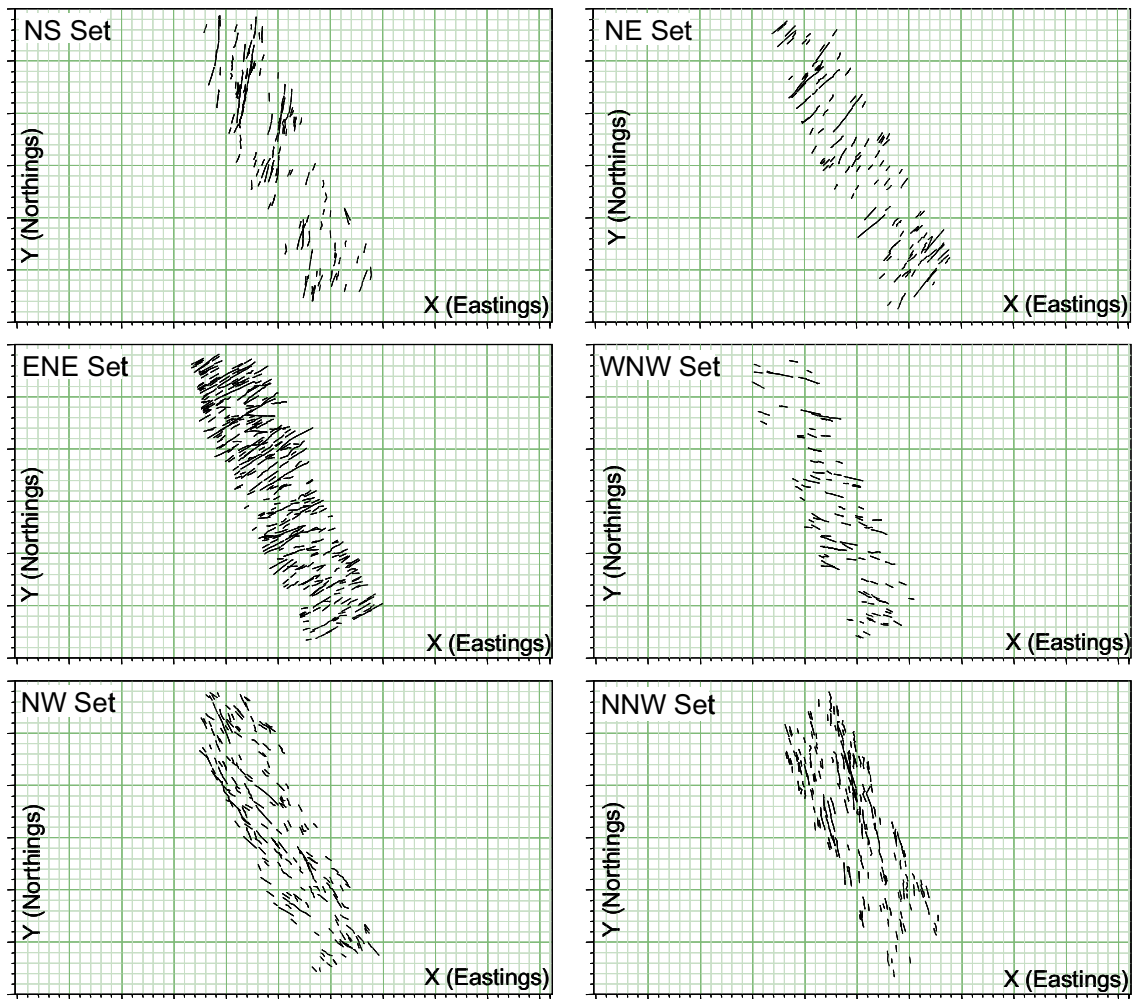 NS Set
Y (Northings)
X (Eastings)
NE Set
Y (Northings)
X (Eastings)
ENE Set
Y (Northings)
X (Eastings)
WNW Set
Y (Northings)
X (Eastings)
NW Set
Y (Northings)
X (Eastings)
NNW Set
Y (Northings)
X (Eastings)